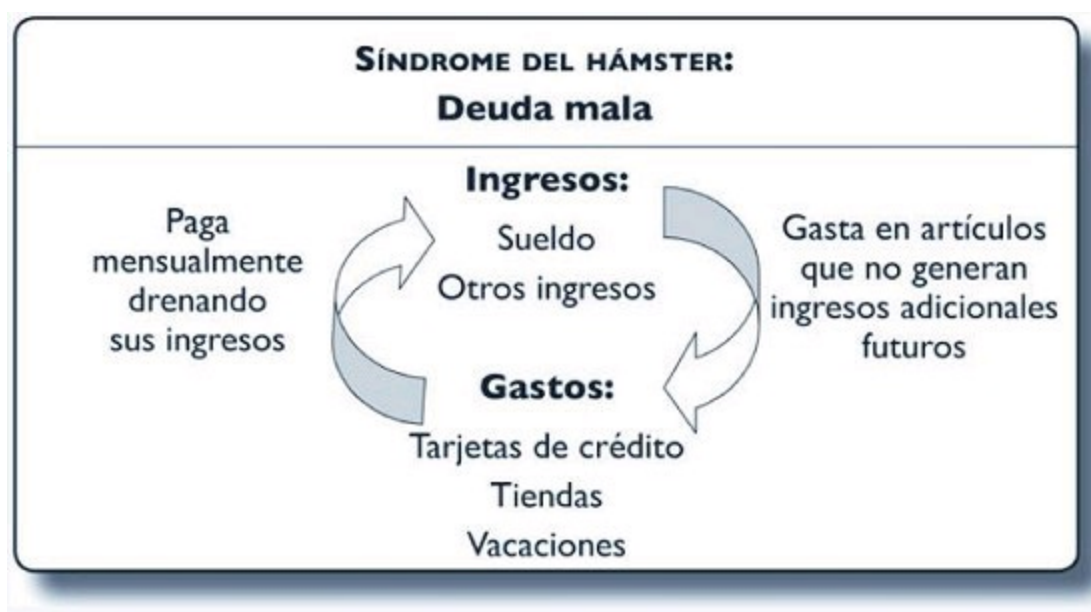 SÍNDROME DEL HÁMSTER:
Deuda mala
Ingresos:
Sueldo
Otros ingresos
Paga
mensualmente
drenando
sus ingresos
Gasta en artículos
que no generan
ingresos adicionales
futuros
Gastos:
Tarjetas de crédito
Tiendas
Vacaciones